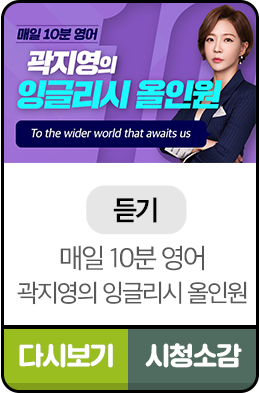 매일 10분 영어
곽지영의
잉글리시 올인원
To the wider world that awaits us
듣기
매일 10분 영어
곽지영의 잉글리시 올인원
다시보기
시청소감